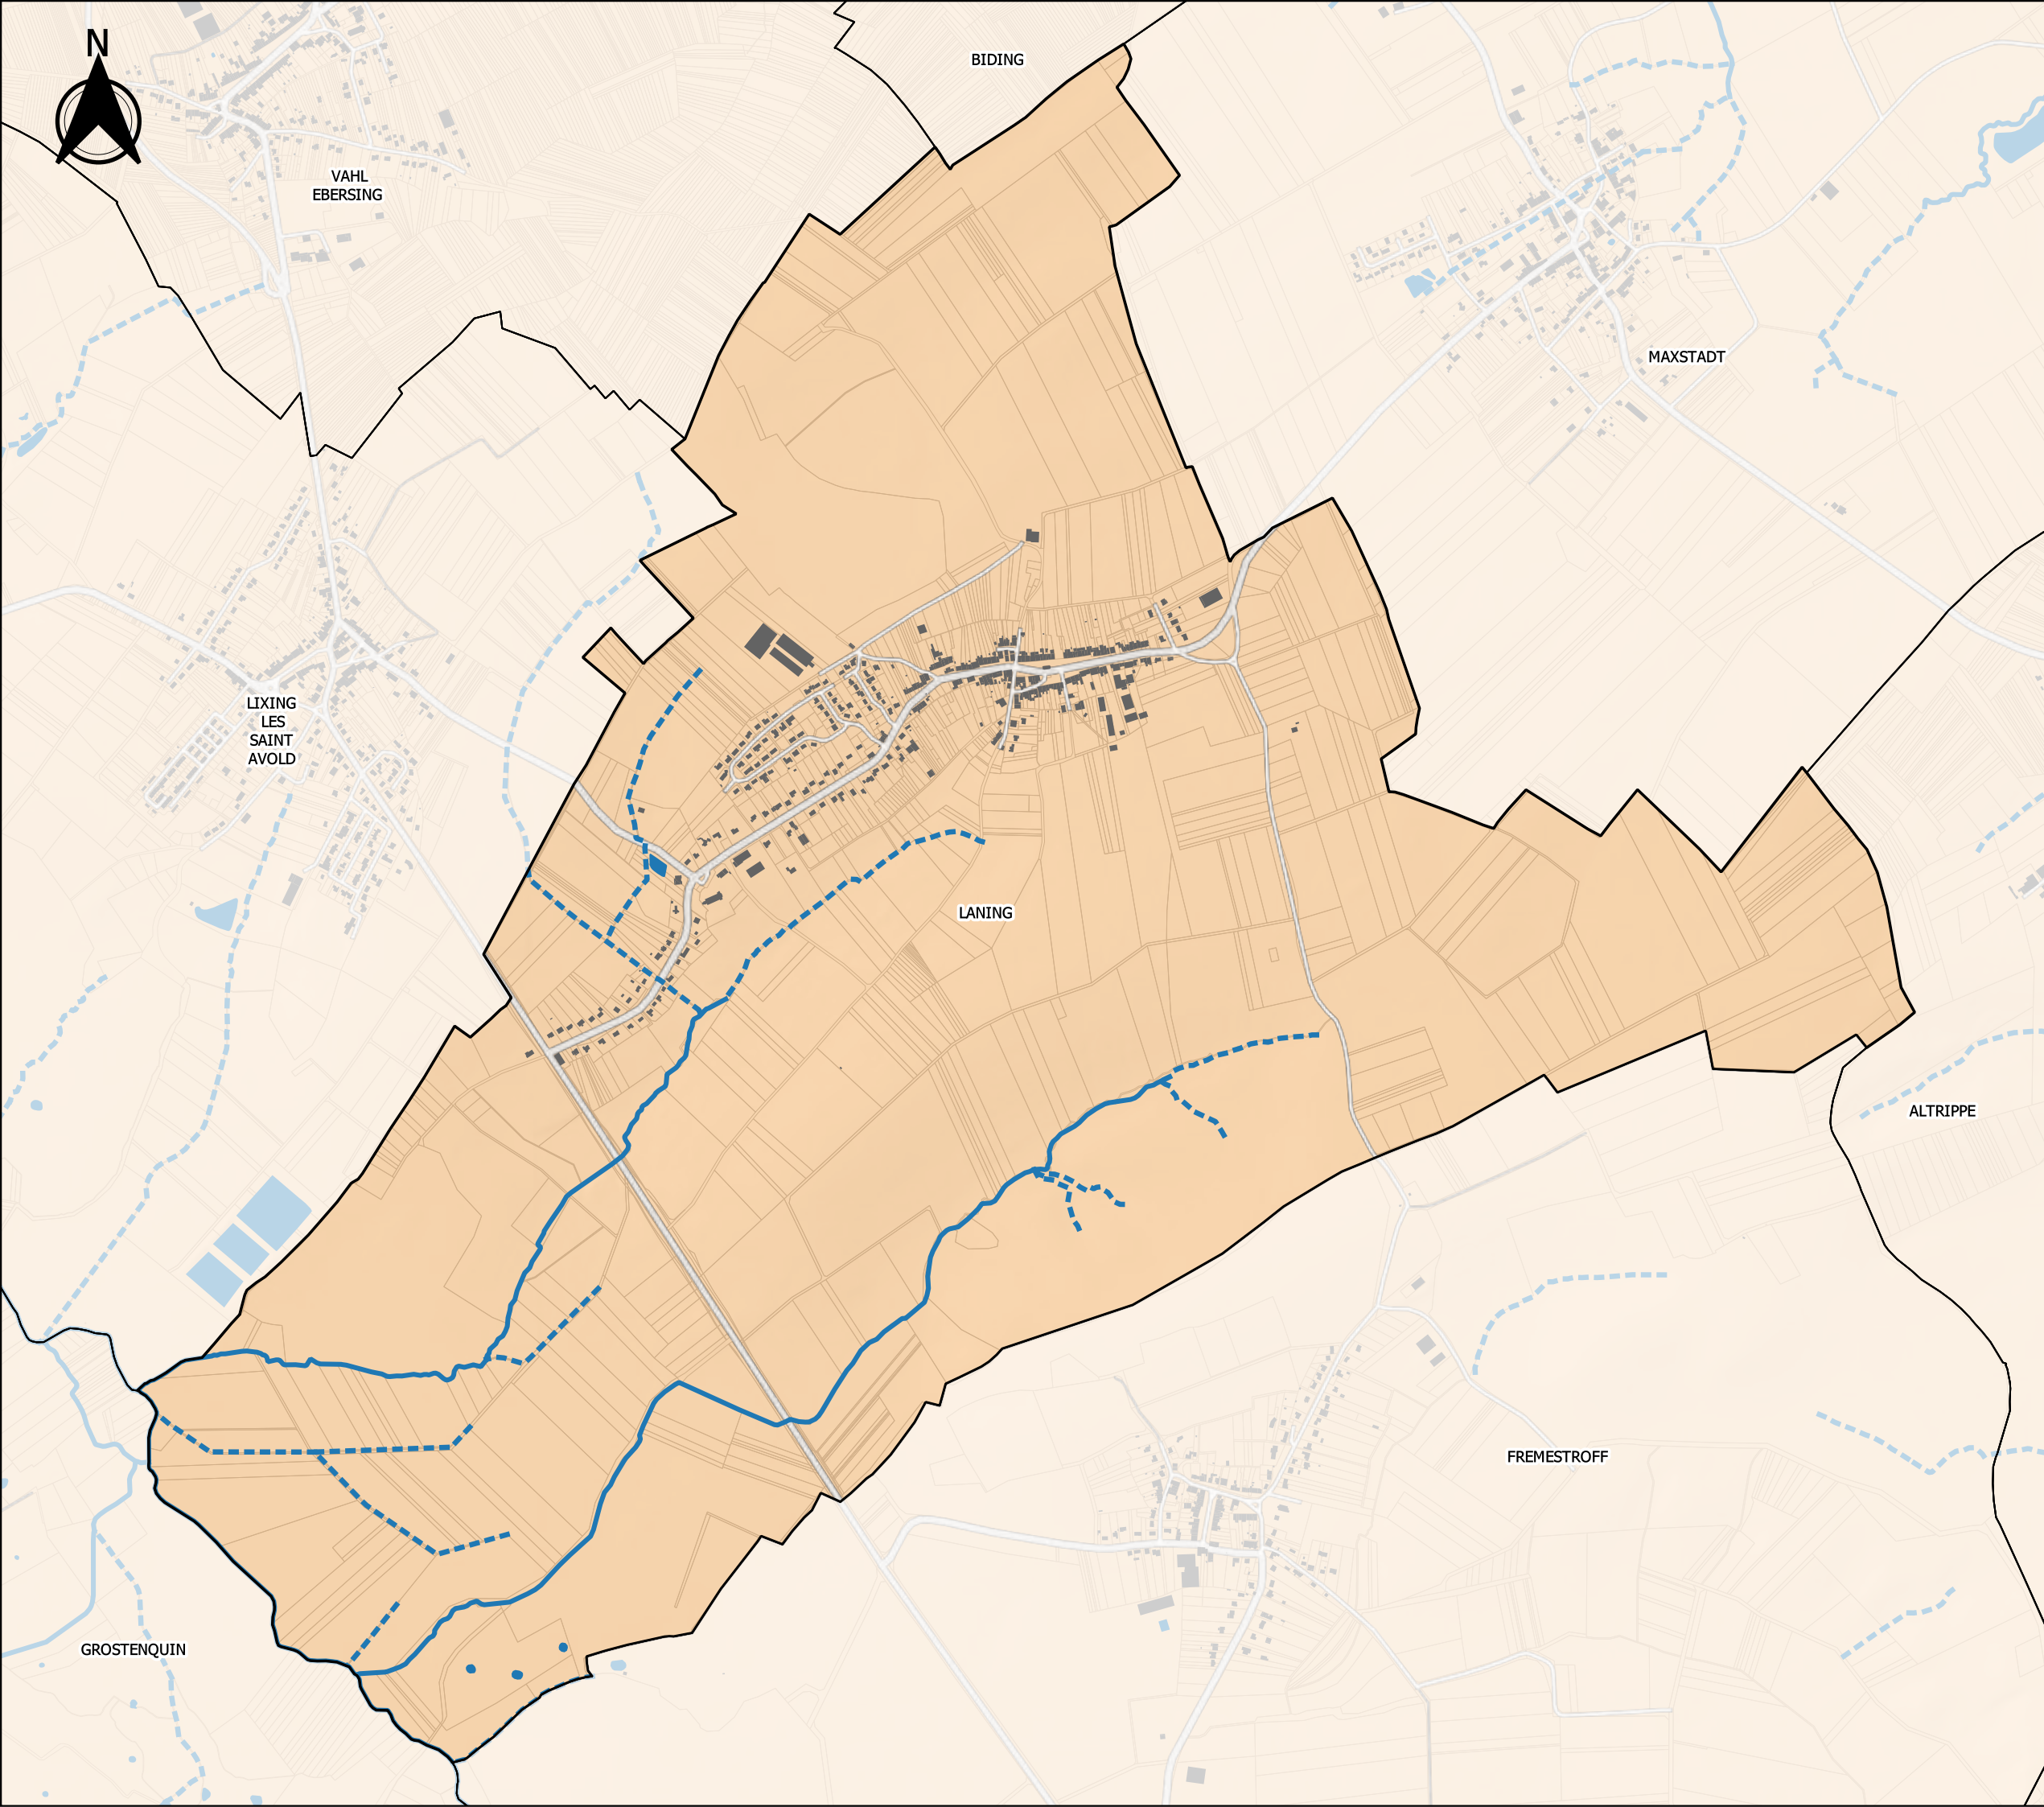 N
BIDING
VAHL
EBERSING
MAXSTADT
LIXING
LES
SAINT
AVOLD
LANING
ALTRIPPE
FREMESTROFF
GROSTENQUIN